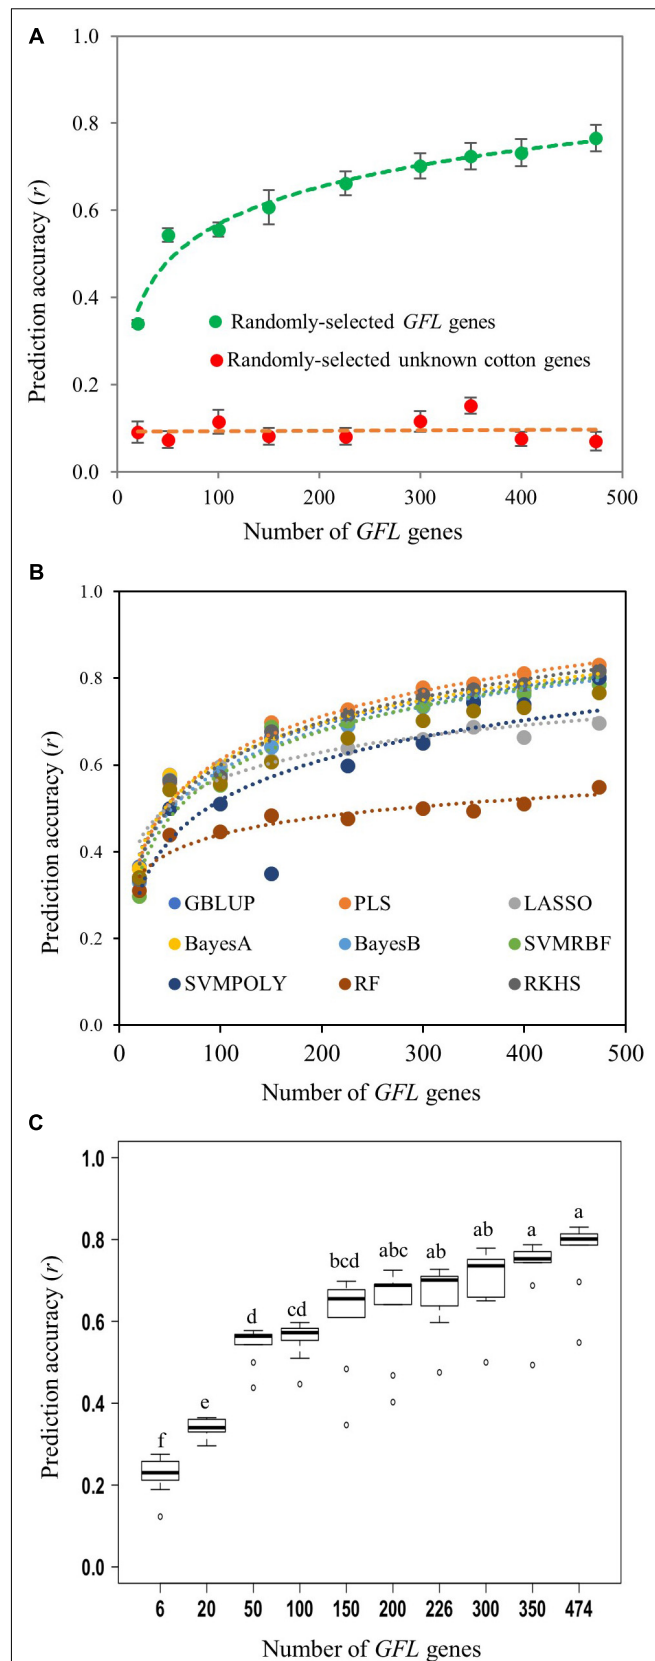 A
Prediction accuracy (r)
1.0
0.8
0.6
0.4
0.2
0.0
Randomly-selected GFL genes
Randomly-selected unknown cotton genes
0 100 200 300 400 500
Number of GFL genes
B
Prediction accuracy (r)
1.0
0.8
0.6
0.4
0.2
0.0
GBLUP PLS LASSO
BayesA BayesB SVMRBF
SVMPOLY RF RKHS
0 100 200 300 400 500
Number of GFL genes
C
Prediction accuracy (r)
1.0
0.8
0.6
0.4
0.2
0.0
f e d cd bcd abc ab ab a a
6 20 50 100 150 200 226 300 350 474
Number of GFL genes